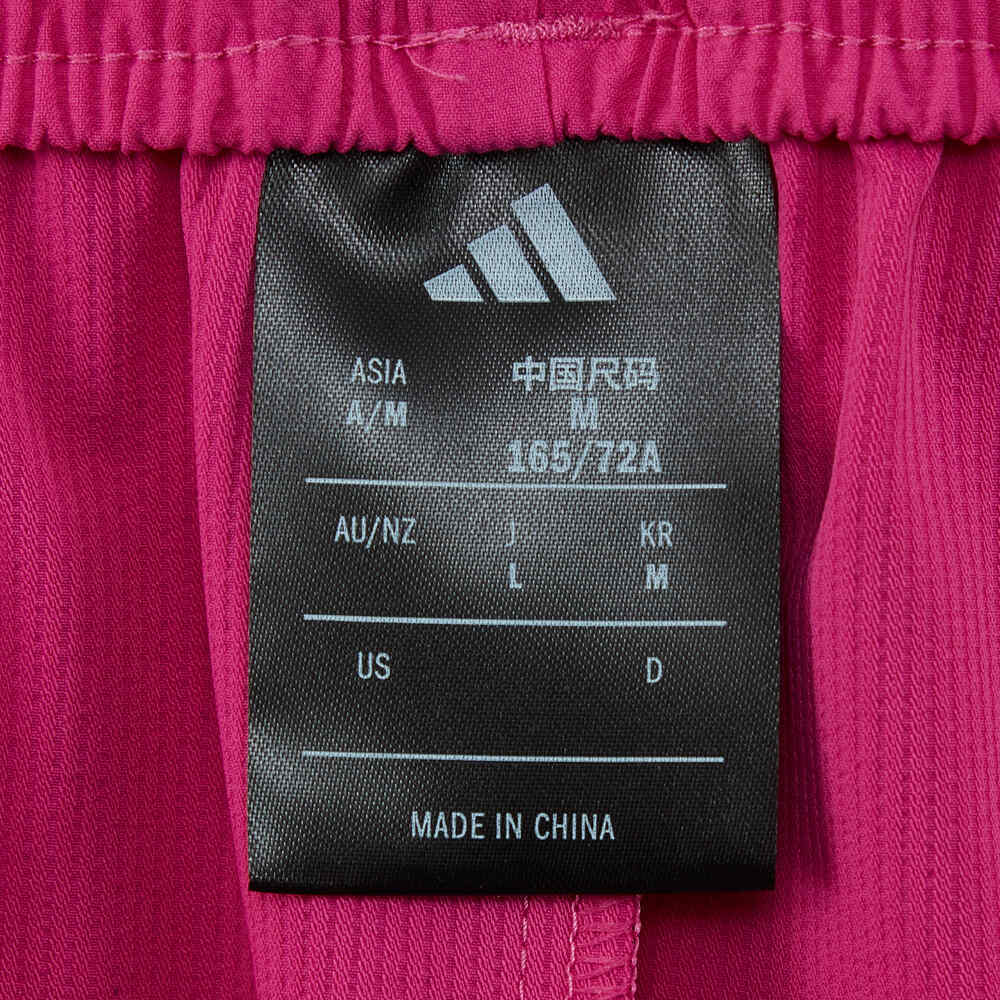 ASIA 中国尺码
A/M M
165/72A
AU/NZ J KR
L M
US D
MADE IN CHINA